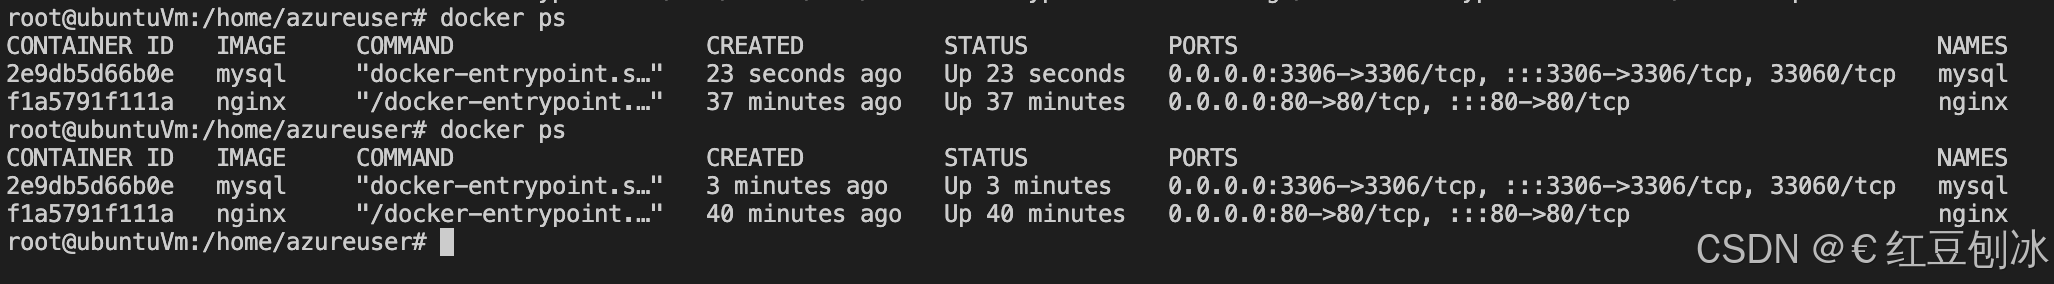 root@ubuntuVm:/home/azureuser# docker ps
CONTAINER ID   IMAGE     COMMAND                  CREATED          STATUS          PORTS                                                  NAMES
2e9db5d66b0e   mysql     "docker-entrypoint.s…"   23 seconds ago   Up 23 seconds   0.0.0.0:3306->3306/tcp, :::3306->3306/tcp, 33060/tcp   mysql
f1a5791f111a   nginx     "/docker-entrypoint.…"   37 minutes ago   Up 37 minutes   0.0.0.0:80->80/tcp, :::80->80/tcp                      nginx
root@ubuntuVm:/home/azureuser# docker ps
CONTAINER ID   IMAGE     COMMAND                  CREATED          STATUS          PORTS                                                  NAMES
2e9db5d66b0e   mysql     "docker-entrypoint.s…"   3 minutes ago    Up 3 minutes    0.0.0.0:3306->3306/tcp, :::3306->3306/tcp, 33060/tcp   mysql
f1a5791f111a   nginx     "/docker-entrypoint.…"   40 minutes ago   Up 40 minutes   0.0.0.0:80->80/tcp, :::80->80/tcp                      nginx
root@ubuntuVm:/home/azureuser#
CSDN @€ 红豆刨冰